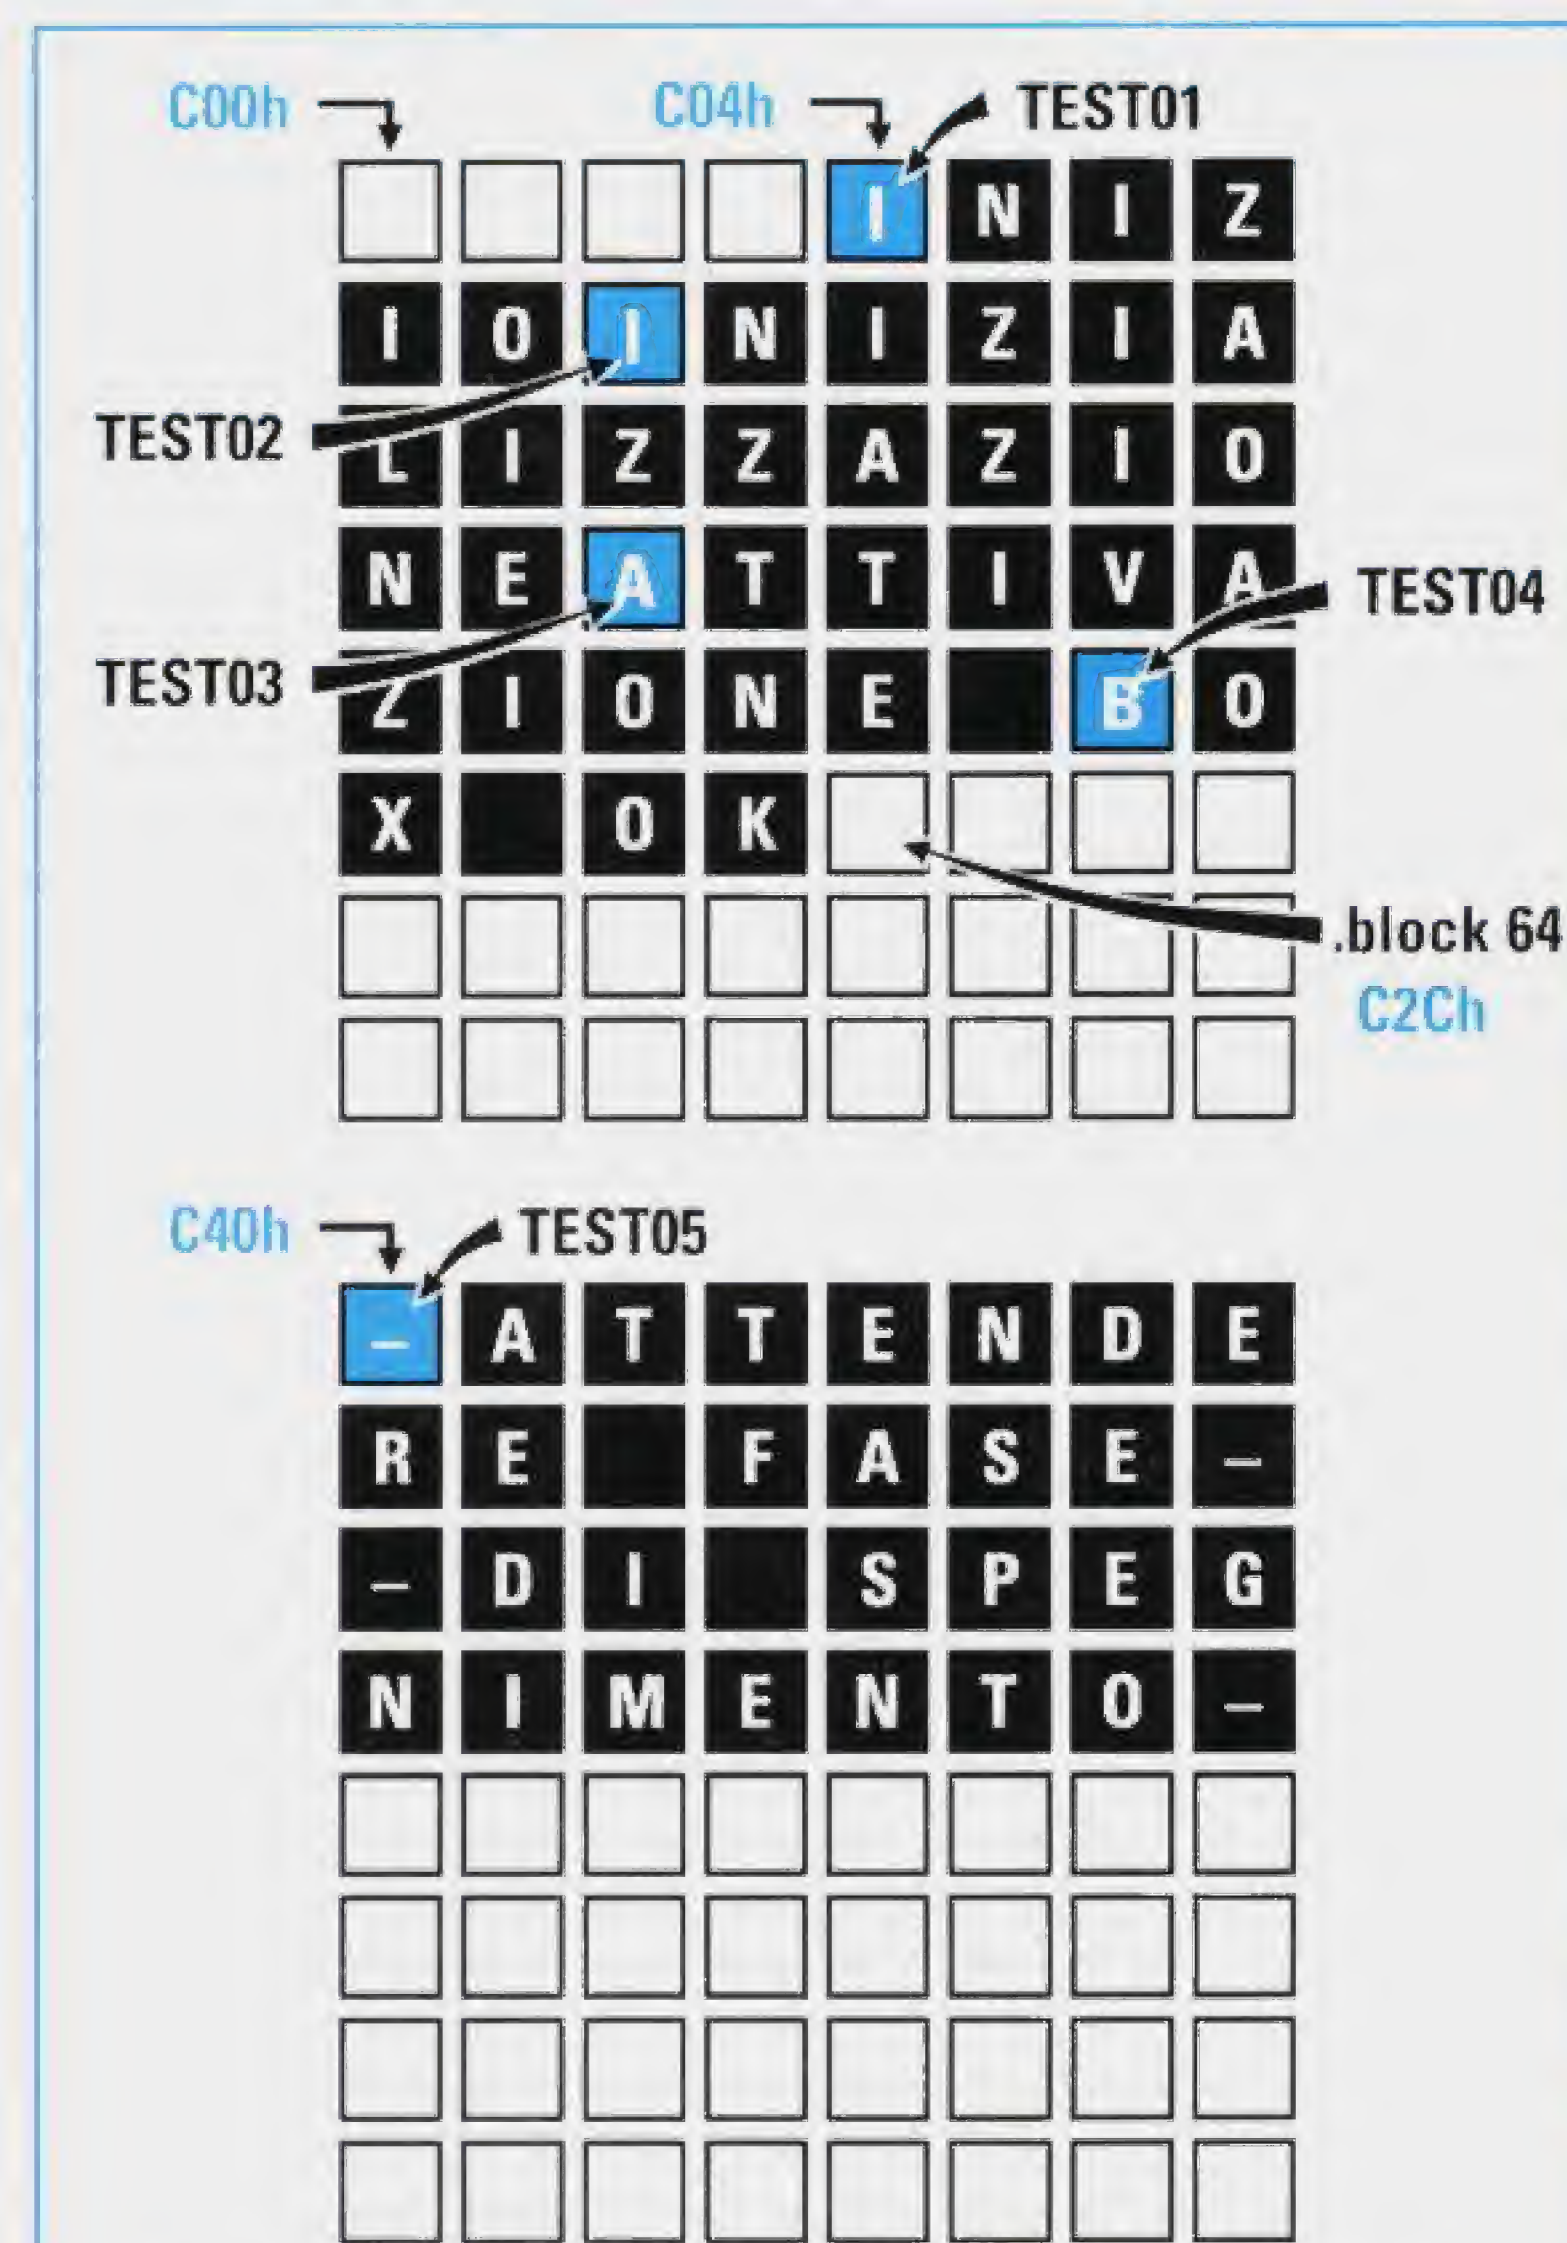 C00h C04h TEST01
I N I Z
I O I N I Z I A
TEST02
L I Z Z A Z I O
N E A T T I V A
TEST04
TEST03
Z I O N E B O
X O K
.block 64
C2Ch
C40h TEST05
– A T T E N D E
R E F A S E –
– D I S P E G
N I M E N T O –